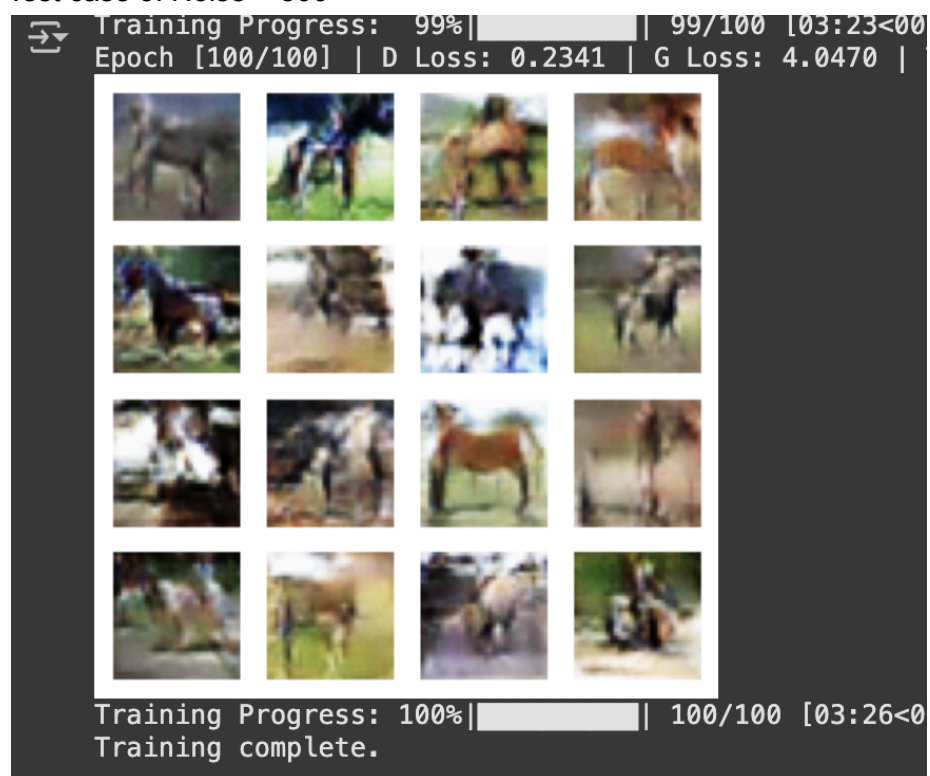 Training Progress: 99%| | 99/100 [03:23<00
Epoch [100/100] | D Loss: 0.2341 | G Loss: 4.0470 |
Training Progress: 100%| | 100/100 [03:26<0
Training complete.